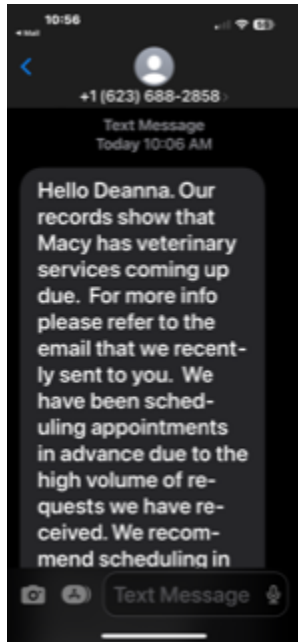 10:56
Mail
+1 (623) 688-2858
Text Message
Today 10:06 AM
Hello Deanna. Our
records show that
Macy has veterinary
services coming up
due. For more info
please refer to the
email that we recent-
ly sent to you. We
have been sched-
uling appointments
in advance due to the
high volume of re-
quests we have re-
ceived. We recom-
mend scheduling in
Text Message